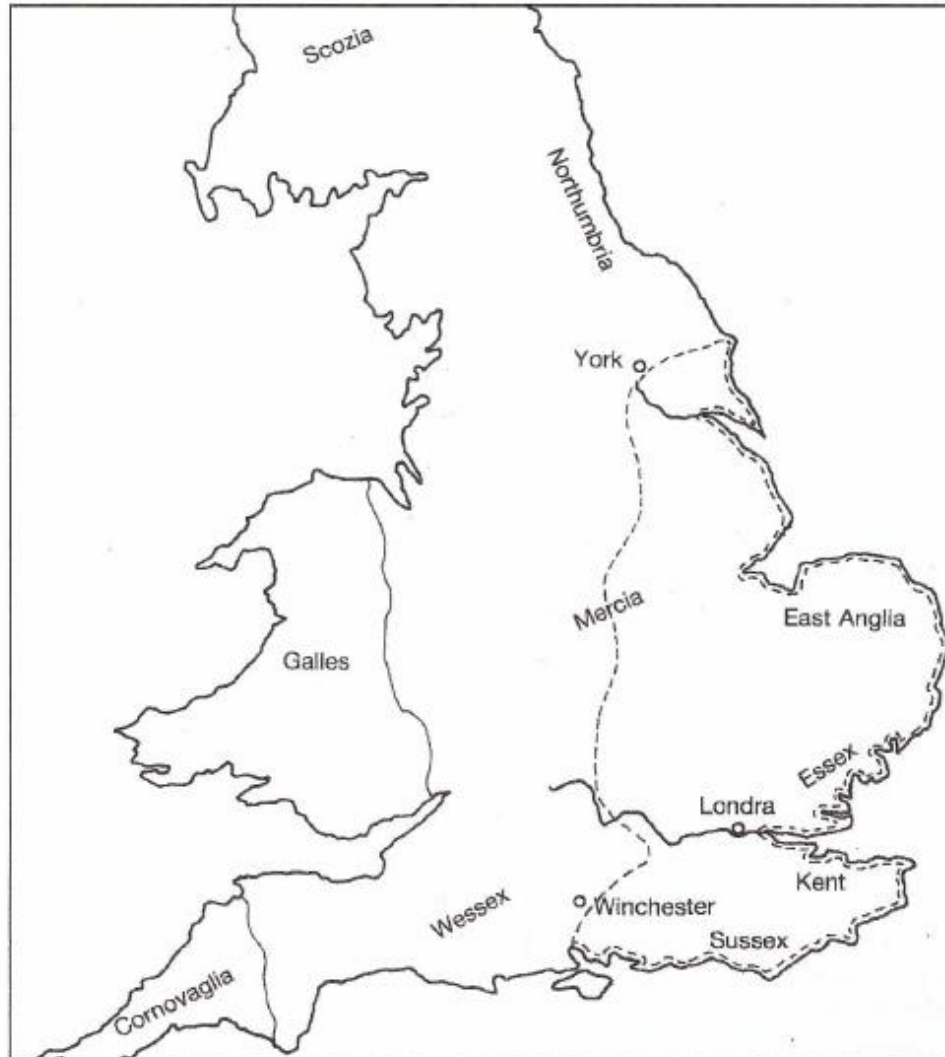 Scozia
Northumbria
York
Mercia
East Anglia
Galles
Essex
Londra
Kent
Wessex
Winchester
Sussex
Cornovaglia